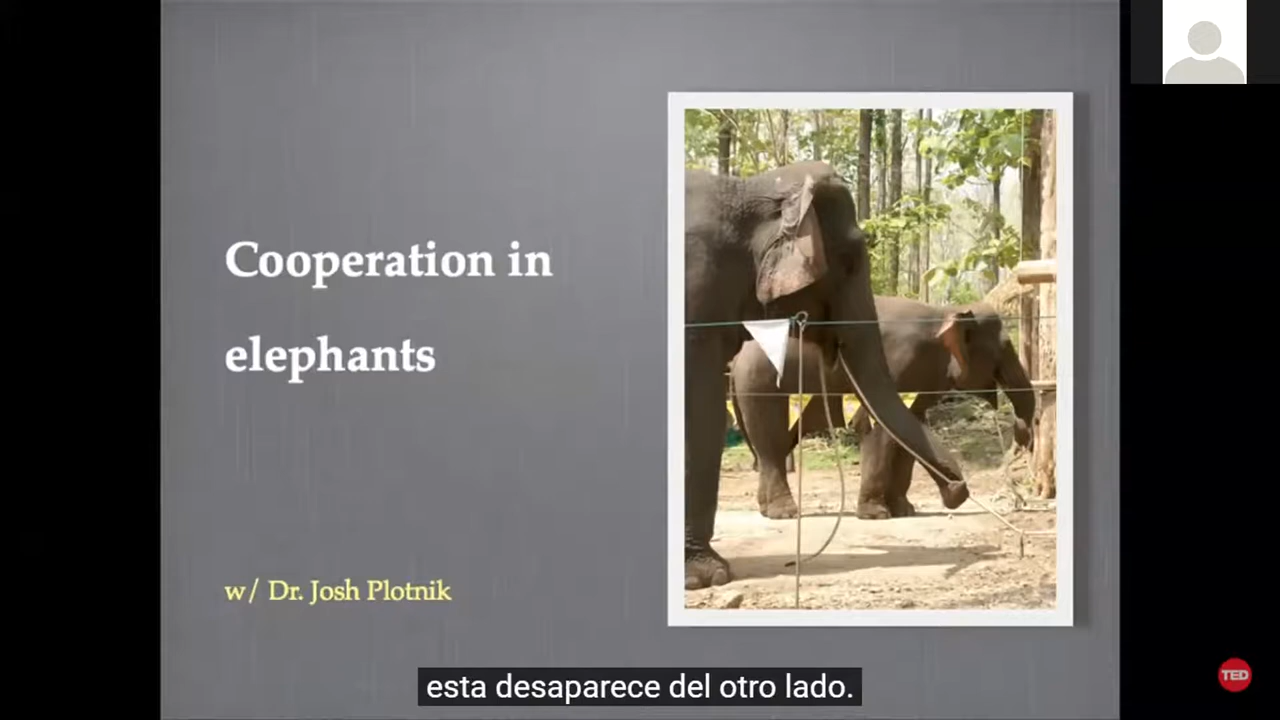 Cooperation in
elephants
w/ Dr. Josh Plotnik
esta desaparece del otro lado.
TED